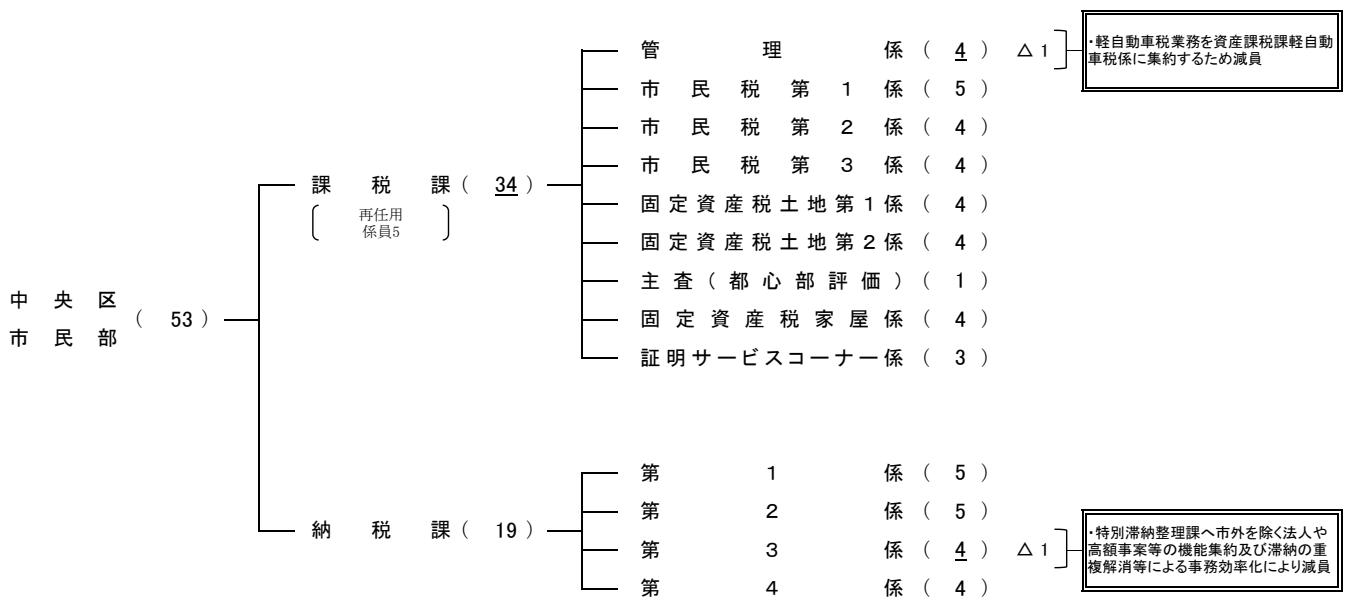 管理係（ 4 ） △ 1
・軽自動車税業務を資産課税課軽自動
車税係に集約するため減員
市民税第１係（ 5 ）
市民税第２係（ 4 ）
市民税第３係（ 4 ）
課税課（ 34 ）
再任用
係員5
固定資産税土地第１係（ 4 ）
固定資産税土地第２係（ 4 ）
主査（都心部評価）（ 1 ）
固定資産税家屋係（ 4 ）
証明サービスコーナー係（ 3 ）
中央区
市民部
（ 53 ）
第1係（ 5 ）
第2係（ 5 ）
納税課（ 19 ）
第3係（ 4 ） △ 1
・特別滞納整理課へ市外を除く法人や
高額事案等の機能集約及び滞納の重
複解消等による事務効率化により減員
第4係（ 4 ）